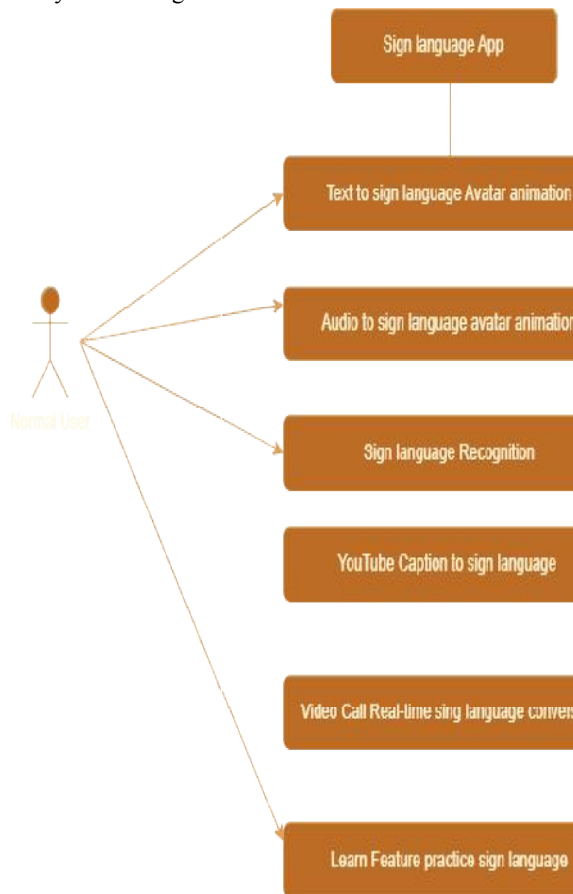 Sign language App
Text to sign language Avatar animation
Audio to sign language avatar animation
Normal User
Sign language Recognition
YouTube Caption to sign language
Video Call Real-time sing language convers
Learn Feature practice sign language